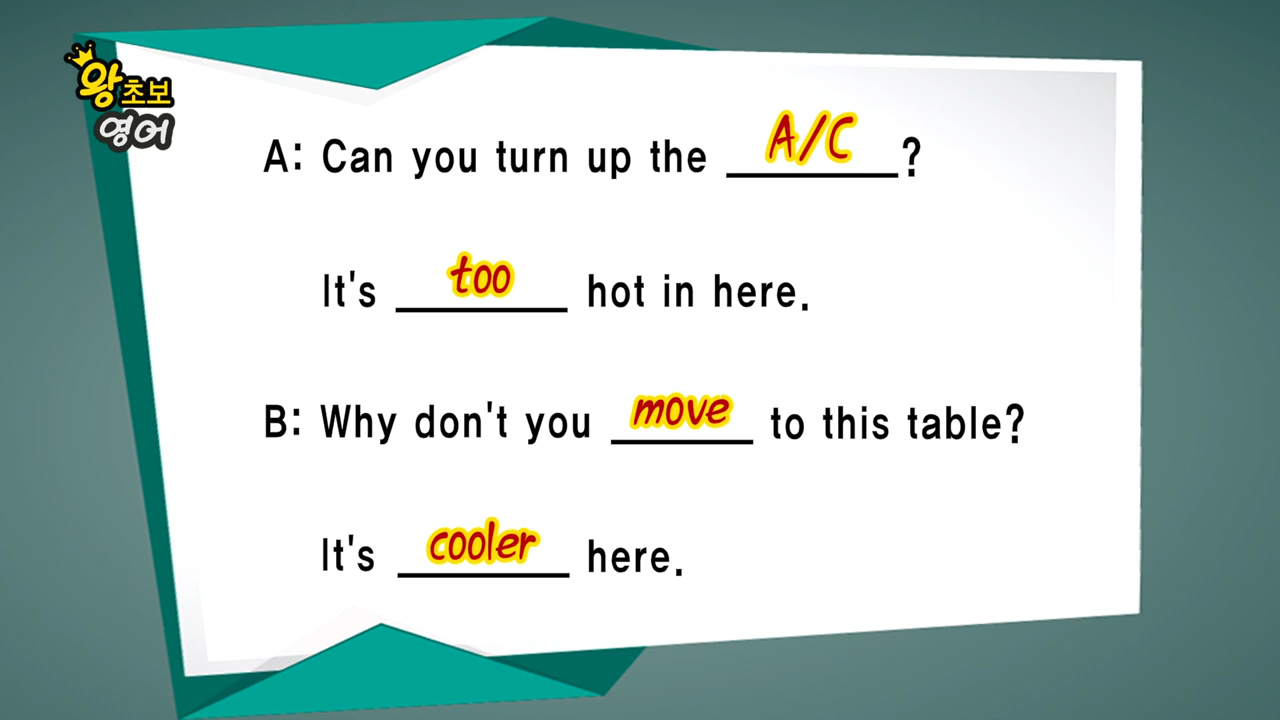 왕초보
영어
A: Can you turn up the A/C?
It's too hot in here.
B: Why don't you move to this table?
It's cooler here.